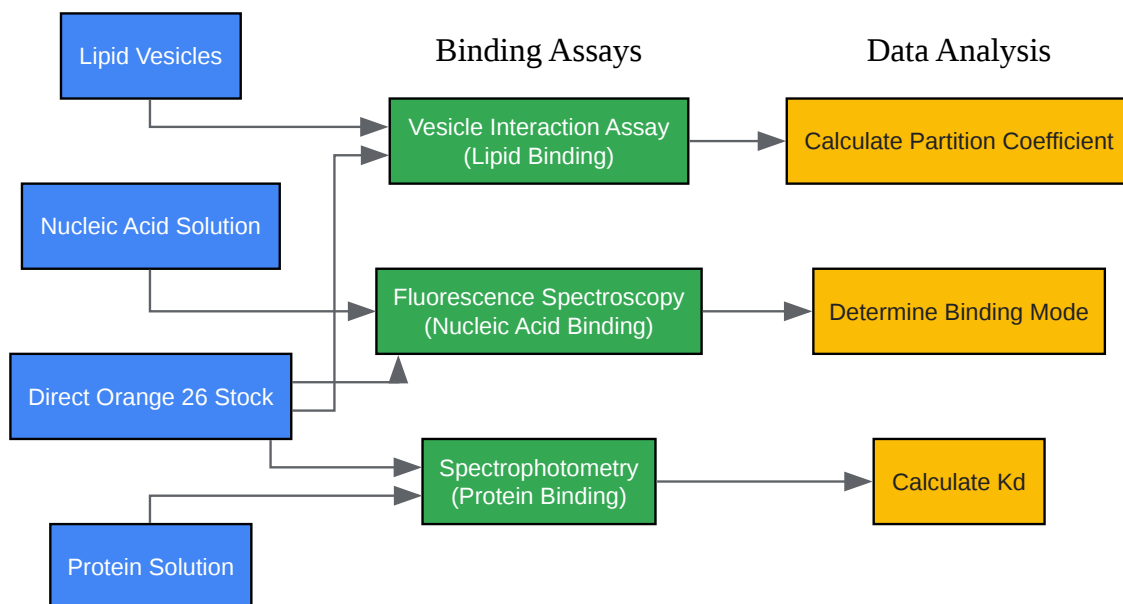 Lipid Vesicles
Binding Assays
Data Analysis
Vesicle Interaction Assay
(Lipid Binding)
Calculate Partition Coefficient
Nucleic Acid Solution
Fluorescence Spectroscopy
(Nucleic Acid Binding)
Determine Binding Mode
Direct Orange 26 Stock
Spectrophotometry
(Protein Binding)
Calculate Kd
Protein Solution